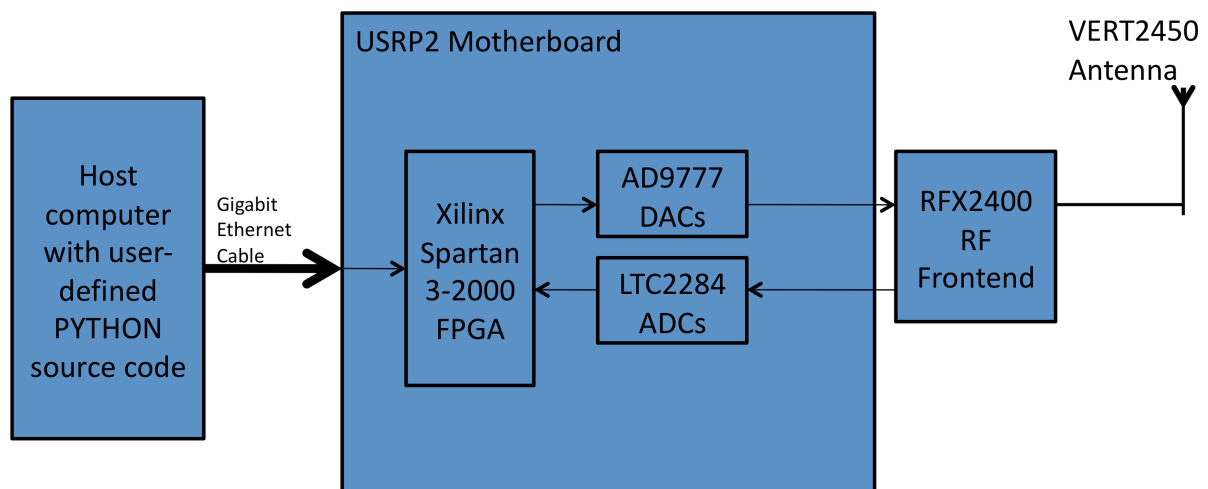 Host
computer
with user-
defined
PYTHON
source code
Gigabit
Ethernet
Cable
USRP2 Motherboard
Xilinx
Spartan
3-2000
FPGA
AD9777
DACs
LTC2284
ADCs
RFX2400
RF
Frontend
VERT2450
Antenna